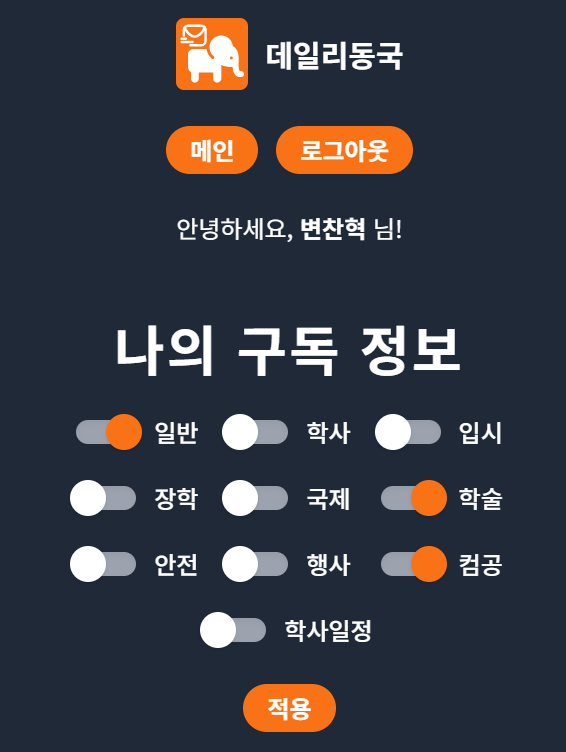 데일리동국
메인 로그아웃
안녕하세요, 변찬혁 님!
나의 구독 정보
일반 학사 입시
장학 국제 학술
안전 행사 컴공
학사일정
적용